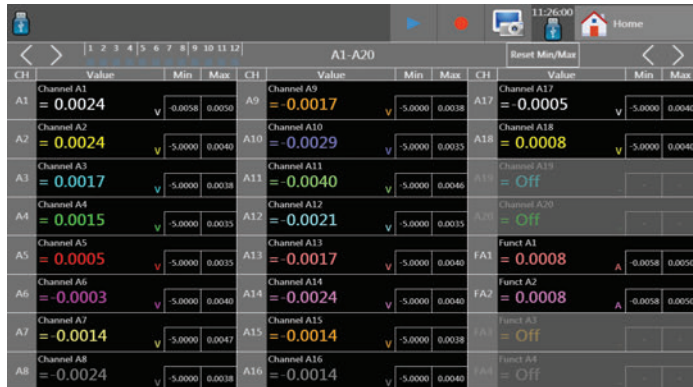 11:26:00
Home
1 2 3 4 5 6 7 8 9 10 11 12
A1-A20
Reset Min/Max
CH Value Min Max CH Value Min Max CH Value Min Max
Channel A1 Channel A9 Channel A17
A1 = 0.0024 V -0.0058 0.0050 A9 =-0.0017 V -5.0000 0.0038 A17 =-0.0005 V -5.0000 0.0040
Channel A2 Channel A10 Channel A18
A2 = 0.0024 V -5.0000 0.0040 A10 =-0.0029 V -5.0000 0.0035 A18 = 0.0008 V -5.0000 0.0040
Channel A3 Channel A11 Channel A19
A3 = 0.0017 V -5.0000 0.0038 A11 =-0.0040 V -5.0000 0.0046 A19 = Off - -
Channel A4 Channel A12 Channel A20
A4 = 0.0015 V -5.0000 0.0035 A12 =-0.0021 V -5.0000 0.0035 A20 = Off - -
Channel A5 Channel A13 Funct A1
A5 = 0.0005 V -5.0000 0.0035 A13 =-0.0017 V -5.0000 0.0040 FA1 = 0.0008 A -0.0058 0.0050
Channel A6 Channel A14 Funct A2
A6 =-0.0003 V -5.0000 0.0040 A14 =-0.0024 V -5.0000 0.0040 FA2 = 0.0008 A -0.0058 0.0050
Channel A7 Channel A15 Funct A3
A7 =-0.0014 V -5.0000 0.0047 A15 =-0.0014 V -5.0000 0.0038 FA3 = Off - -
Channel A8 Channel A16 Funct A4
A8 =-0.0024 V -5.0000 0.0038 A16 =-0.0014 V -5.0000 0.0040 FA4 = Off - -